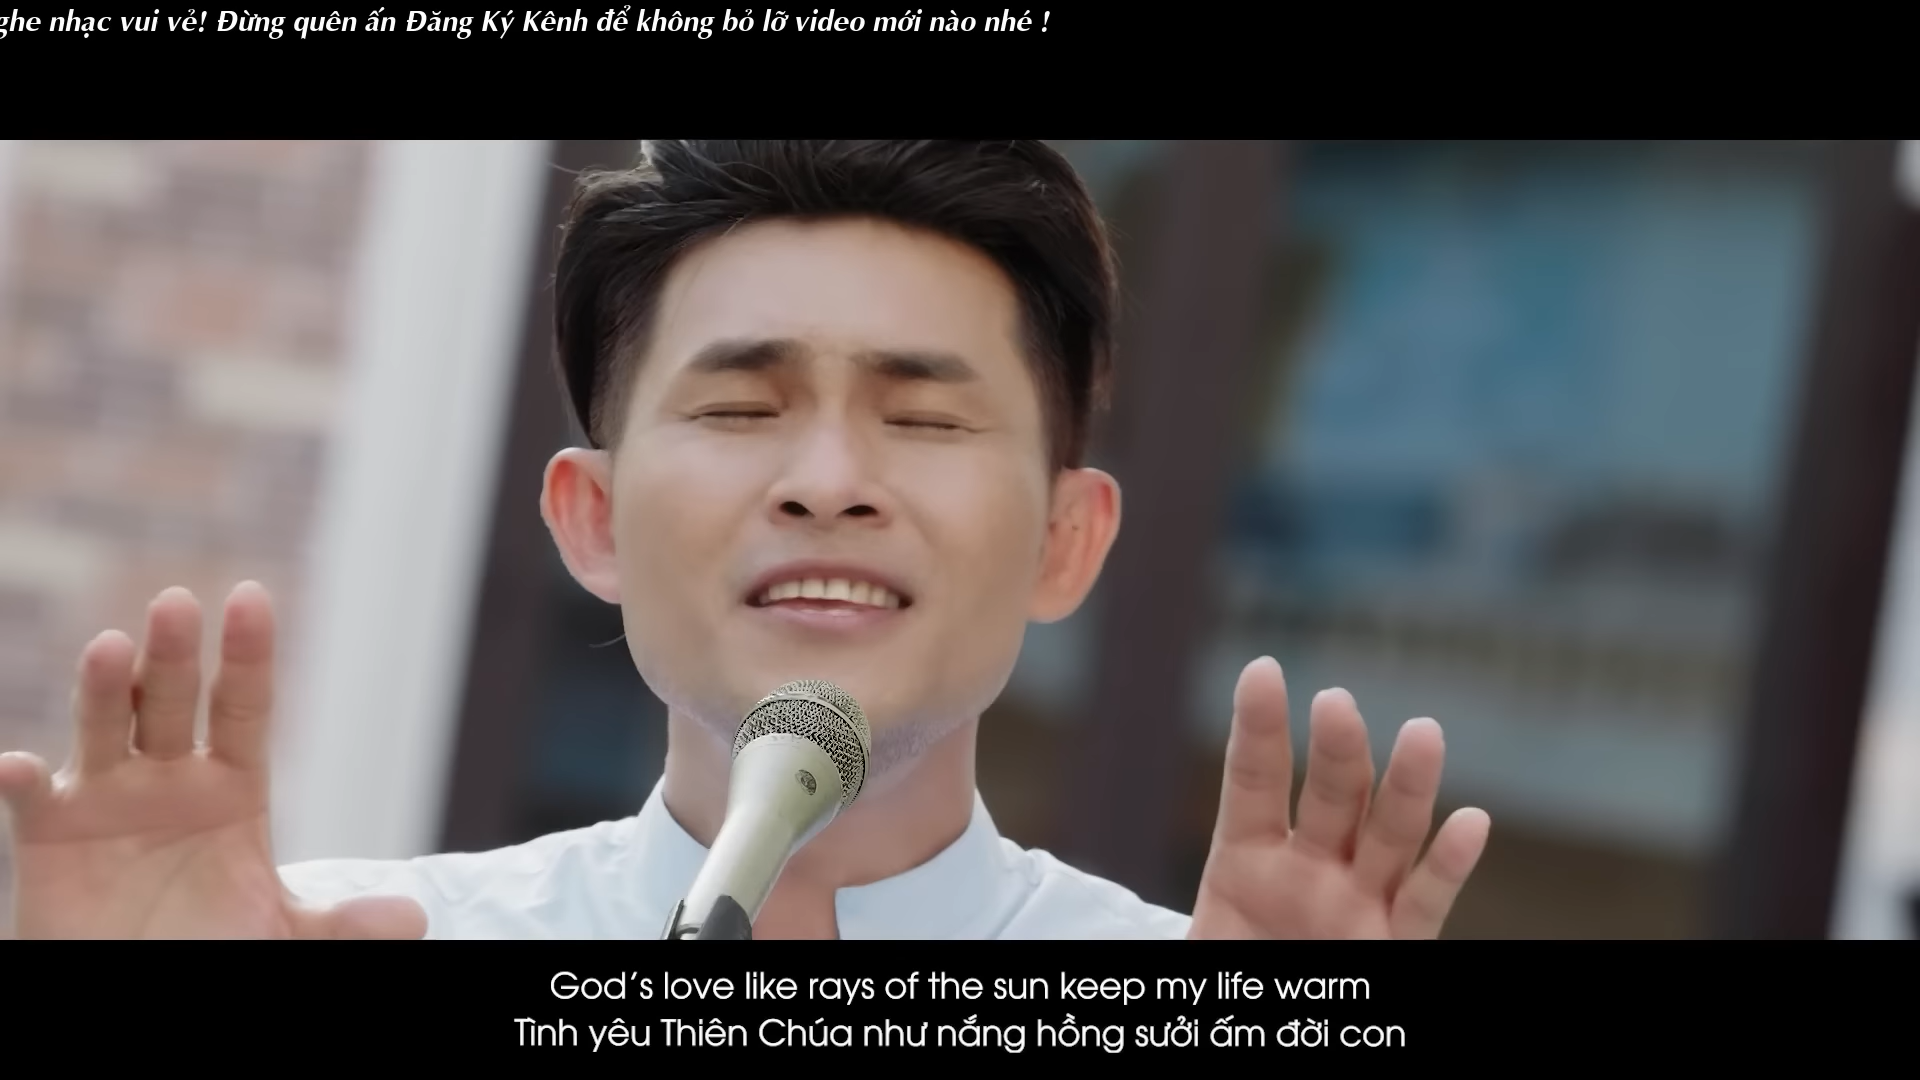 nghe nhạc vui vẻ! Đừng quên ấn Đăng Ký Kênh để không bỏ lỡ video mới nào nhé !
God's love like rays of the sun keep my life warm
Tình yêu Thiên Chúa như nắng hồng sưởi ấm đời con